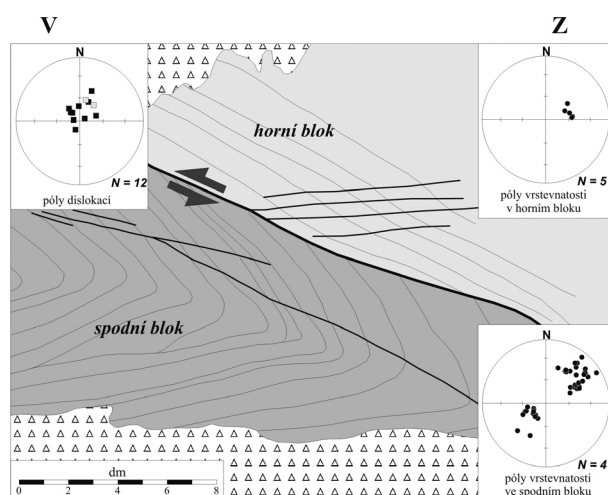 V Z
N
N = 12
póly dislokací
horní blok
N
N = 5
póly vrstevnatosti
v horním bloku
spodní blok
N
N = 4
póly vrstevnatosti
ve spodním bloku
dm
0 2 4 6 8